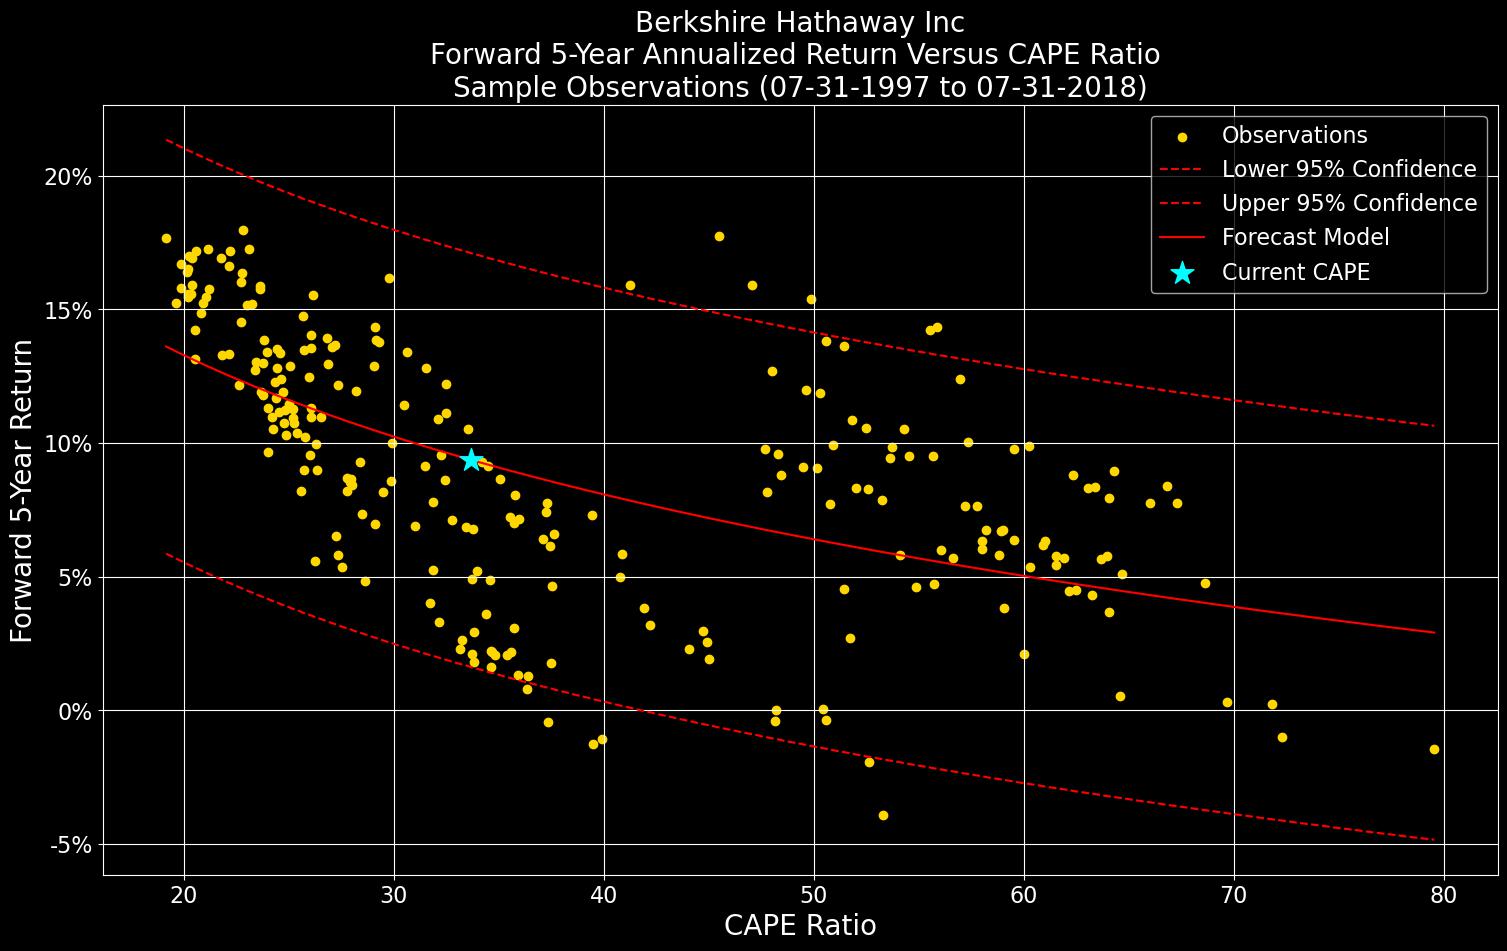 Berkshire Hathaway Inc
Forward 5-Year Annualized Return Versus CAPE Ratio
Sample Observations (07-31-1997 to 07-31-2018)
Observations
Lower 95% Confidence
Upper 95% Confidence
Forecast Model
Current CAPE
Forward 5-Year Return
20%
15%
10%
5%
0%
-5%
20 30 40 50 60 70 80
CAPE Ratio